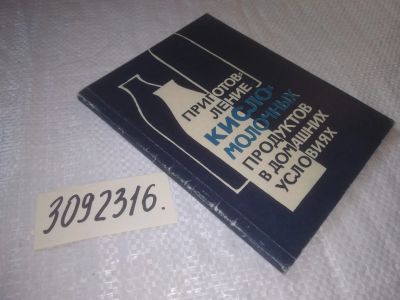 ПРИГОТОВ-
ЛЕНИЕ
КИСЛО-
МОЛОЧНЫХ
ПРОДУКТОВ
В ДОМАШНИХ
УСЛОВИЯХ
3092316.